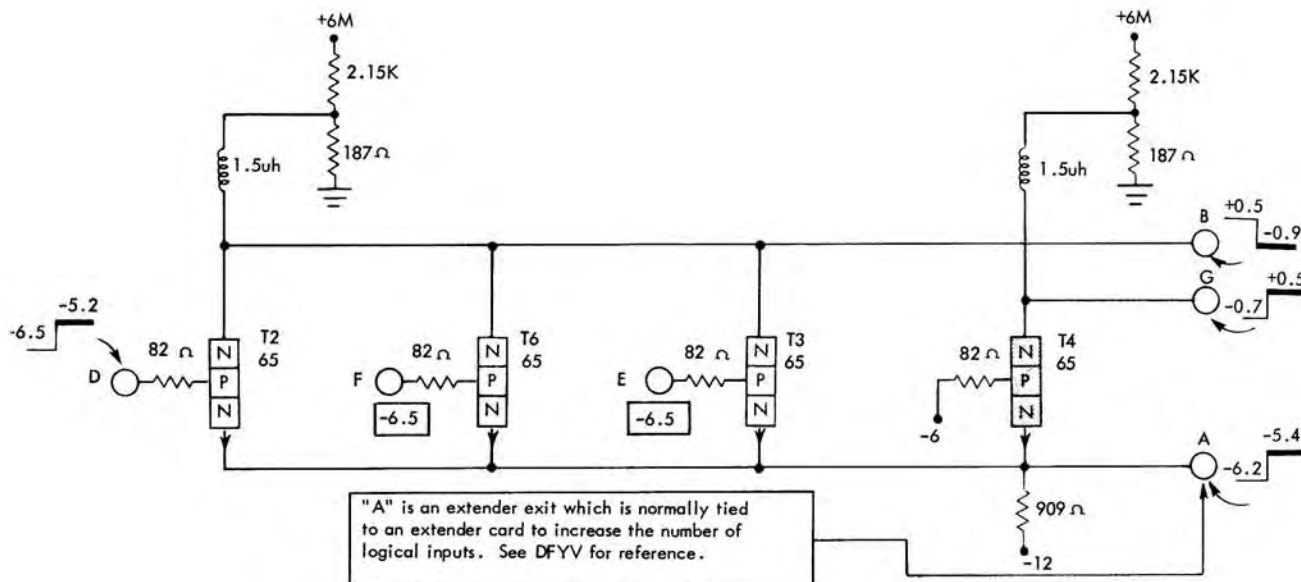 +6M
+6M
2.15K
2.15K
187Ω
187Ω
1.5uh
1.5uh
B
+0.5
-0.9
G
-0.7
+0.5
-6.5
-5.2
D
82 Ω
N
P
N
T2
65
F
-6.5
82 Ω
N
P
N
T6
65
E
-6.5
82 Ω
N
P
N
T3
65
82 Ω
-6
N
P
N
T4
65
A
-6.2
-5.4
909 Ω
-12
"A" is an extender exit which is normally tied
to an extender card to increase the number of
logical inputs. See DFYV for reference.